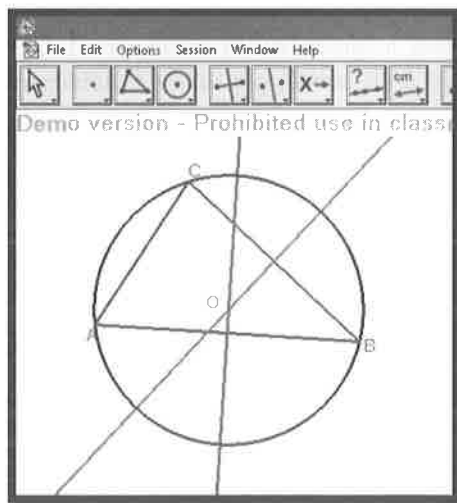 File Edit Options Session Window Help
? cm
X
Demo version - Prohibited use in class
C
O
A
B